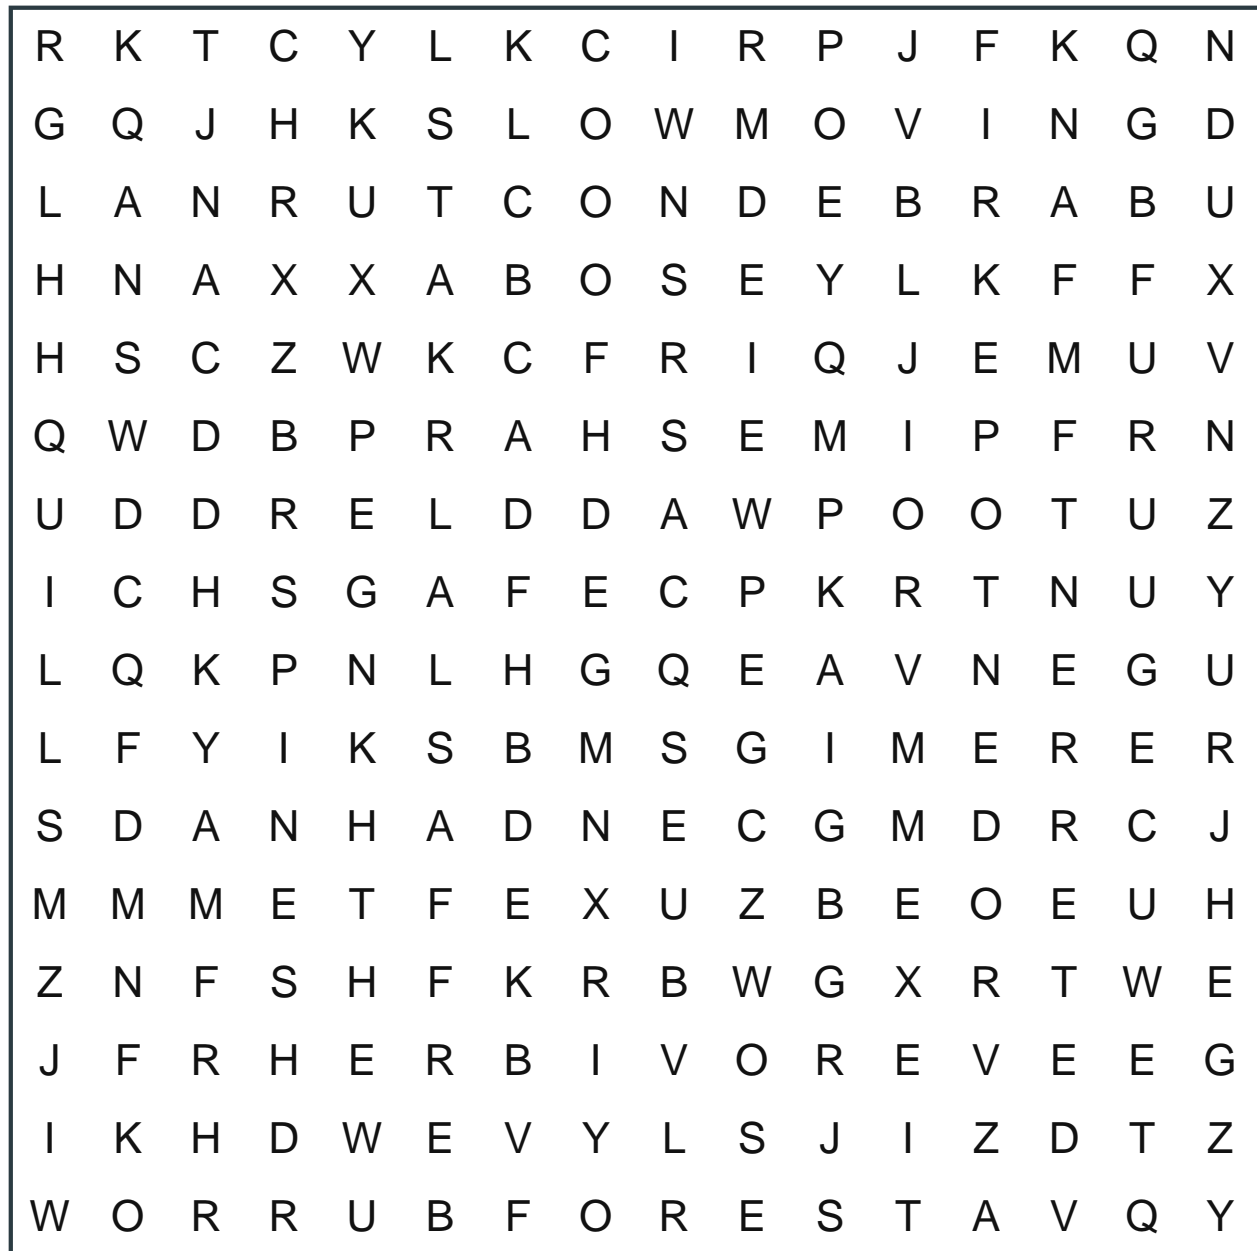 R K T C Y L K C I R P J F K Q N
G Q J H K S L O W M O V I N G D
L A N R U T C O N D E B R A B U
H N A X X A B O S E Y L K F F X
H S C Z W K C F R I Q J E M U V
Q W D B P R A H S E M I P F R N
U D D R E L D D A W P O O T U Z
I C H S G A F E C P K R T N U Y
L Q K P N L H G Q E A V N E G U
L F Y I K S B M S G I M E R E R
S D A N H A D N E C G M D R C J
M M M E T F E X U Z B E O E U H
Z N F S H F K R B W G X R T W E
J F R H E R B I V O R E V E E G
I K H D W E V Y L S J I Z D T Z
W O R R U B F O R E S T A V Q Y